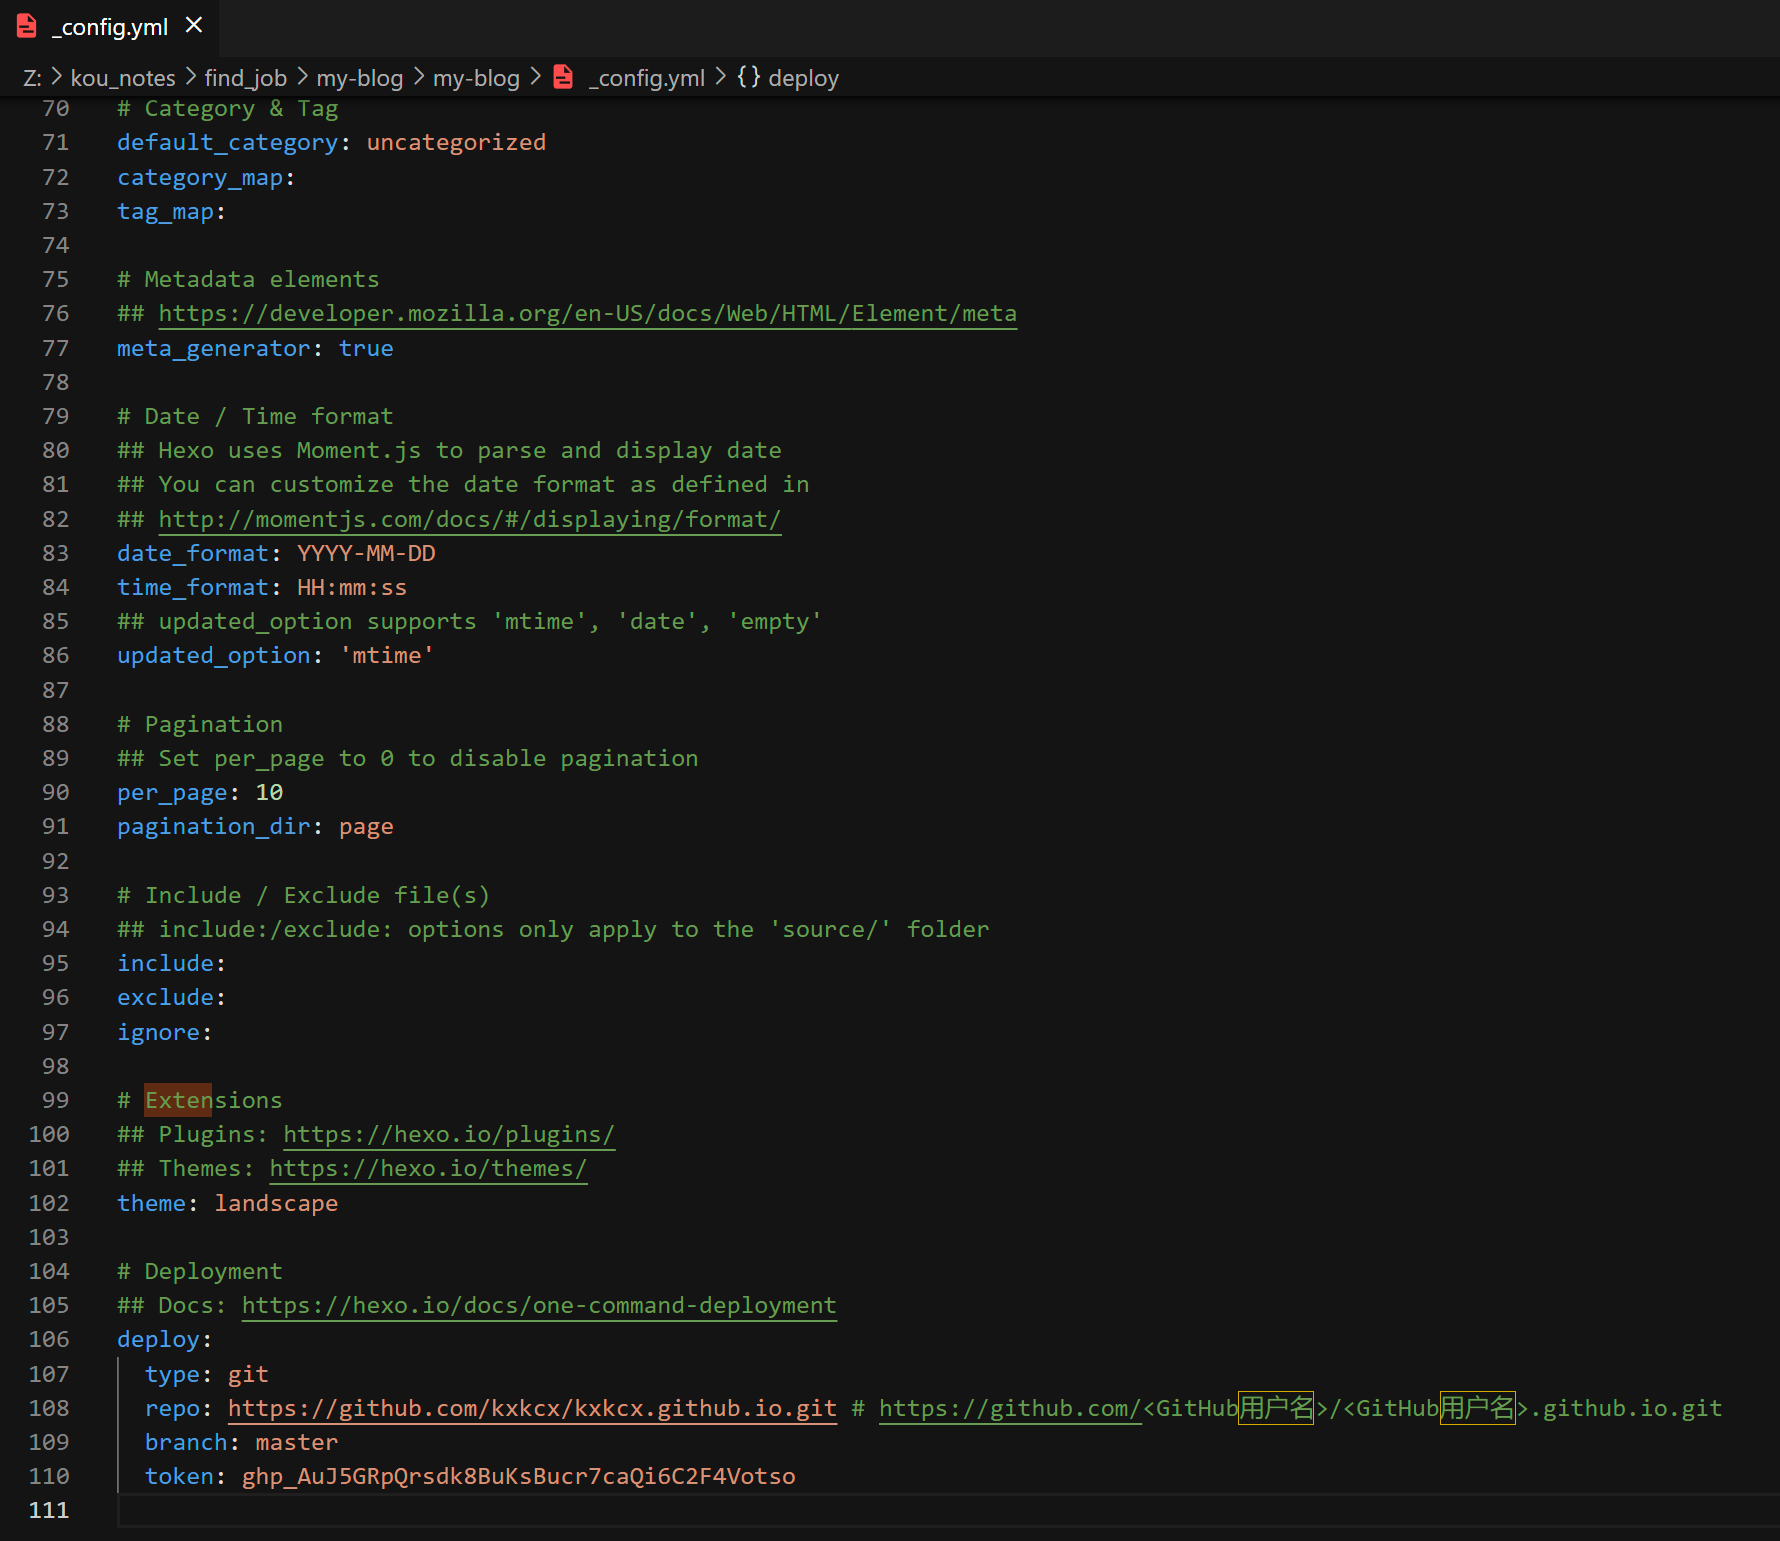 _config.yml
Z: > kou_notes > find_job > my-blog > my-blog > _config.yml > {} deploy
70 # Category & Tag
71 default_category: uncategorized
72 category_map:
73 tag_map:
74
75 # Metadata elements
76 ## https://developer.mozilla.org/en-US/docs/Web/HTML/Element/meta
77 meta_generator: true
78
79 # Date / Time format
80 ## Hexo uses Moment.js to parse and display date
81 ## You can customize the date format as defined in
82 ## http://momentjs.com/docs/#/displaying/format/
83 date_format: YYYY-MM-DD
84 time_format: HH:mm:ss
85 ## updated_option supports 'mtime', 'date', 'empty'
86 updated_option: 'mtime'
87
88 # Pagination
89 ## Set per_page to 0 to disable pagination
90 per_page: 10
91 pagination_dir: page
92
93 # Include / Exclude file(s)
94 ## include:/exclude: options only apply to the 'source/' folder
95 include:
96 exclude:
97 ignore:
98
99 # Extensions
100 ## Plugins: https://hexo.io/plugins/
101 ## Themes: https://hexo.io/themes/
102 theme: landscape
103
104 # Deployment
105 ## Docs: https://hexo.io/docs/one-command-deployment
106 deploy:
107   type: git
108   repo: https://github.com/kxkcx/kxkcx.github.io.git # https://github.com/<GitHub用户名>/<GitHub用户名>.github.io.git
109   branch: master
110   token: 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
111